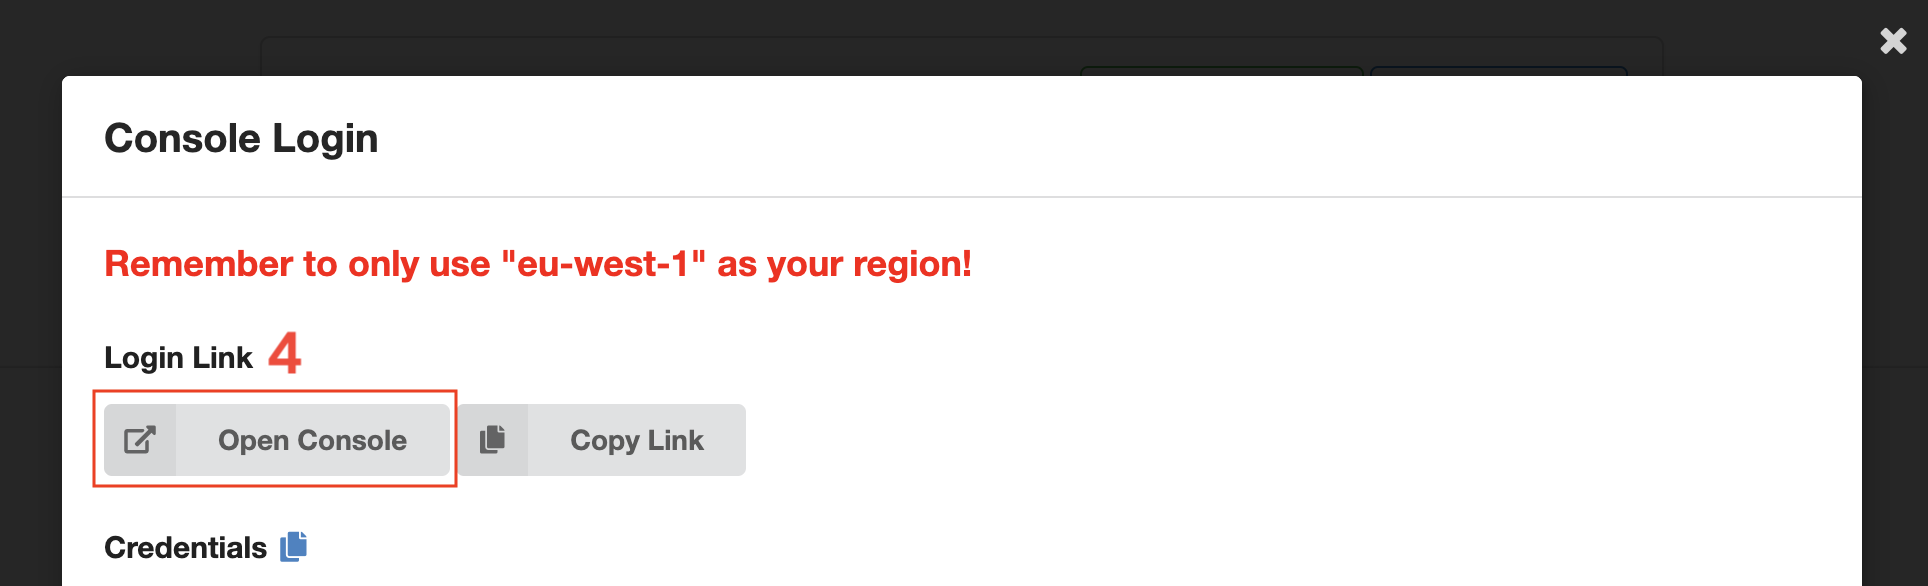 Console Login
Remember to only use "eu-west-1" as your region!
Login Link 4
Open Console Copy Link
Credentials